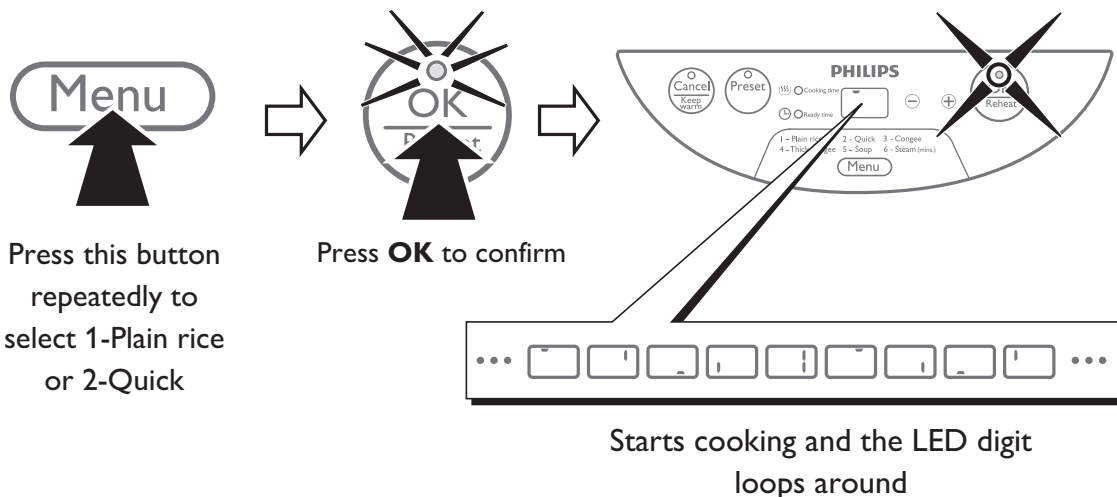 Menu
OK
Press this button
repeatedly to
select 1-Plain rice
or 2-Quick
Press OK to confirm
PHILIPS
Cancel
Keep
warm
Preset
Cooking time
Ready time
Reheat
1 - Plain rice 2 - Quick 3 - Congee
4 - Thick 5 - Soup 6 - Steam (mins.)
Menu
Starts cooking and the LED digit
loops around